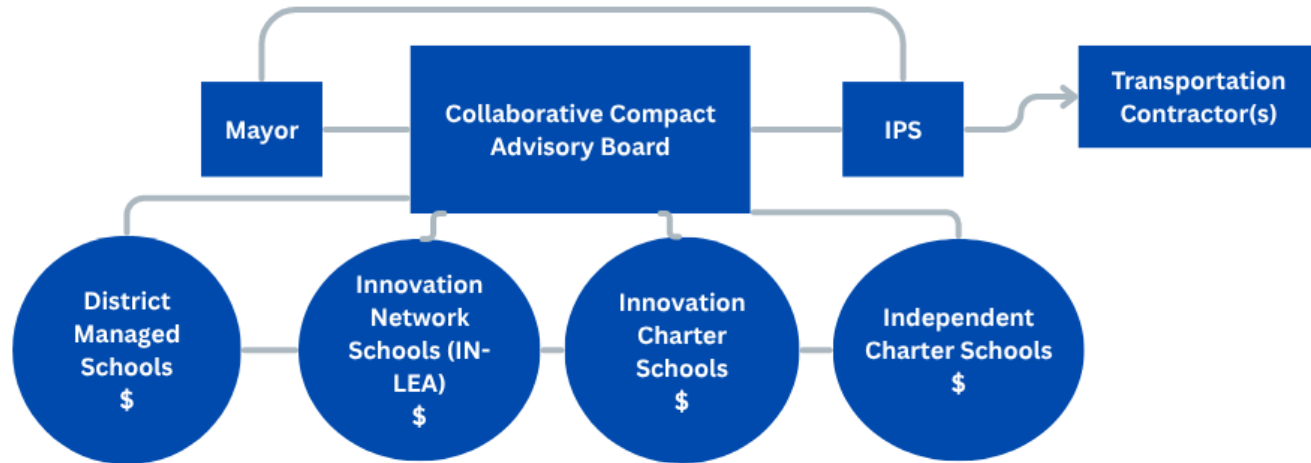 Mayor
Collaborative Compact
Advisory Board
IPS
Transportation
Contractor(s)
District
Managed
Schools
$
Innovation
Network
Schools (IN-
LEA)
$
Innovation
Charter
Schools
$
Independent
Charter Schools
$